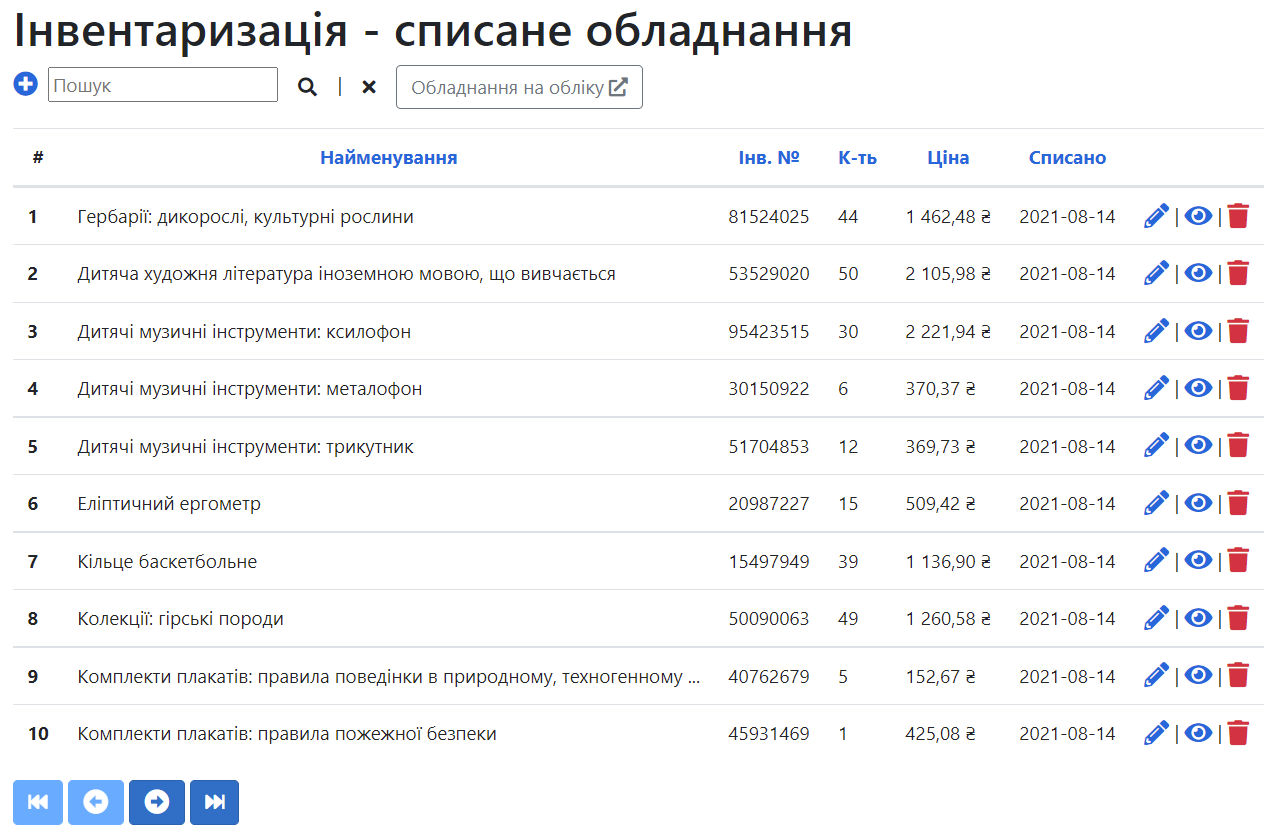 Інвентаризація - списане обладнання
Пошук | Обладнання на обліку
# Найменування Інв. № К-ть Ціна Списано
1 Гербарії: дикорослі, культурні рослини 81524025 44 1 462,48 ₴ 2021-08-14 | |
2 Дитяча художня література іноземною мовою, що вивчається 53529020 50 2 105,98 ₴ 2021-08-14 | |
3 Дитячі музичні інструменти: ксилофон 95423515 30 2 221,94 ₴ 2021-08-14 | |
4 Дитячі музичні інструменти: металофон 30150922 6 370,37 ₴ 2021-08-14 | |
5 Дитячі музичні інструменти: трикутник 51704853 12 369,73 ₴ 2021-08-14 | |
6 Еліптичний ергометр 20987227 15 509,42 ₴ 2021-08-14 | |
7 Кільце баскетбольне 15497949 39 1 136,90 ₴ 2021-08-14 | |
8 Колекції: гірські породи 50090063 49 1 260,58 ₴ 2021-08-14 | |
9 Комплекти плакатів: правила поведінки в природному, техногенному ... 40762679 5 152,67 ₴ 2021-08-14 | |
10 Комплекти плакатів: правила пожежної безпеки 45931469 1 425,08 ₴ 2021-08-14 | |